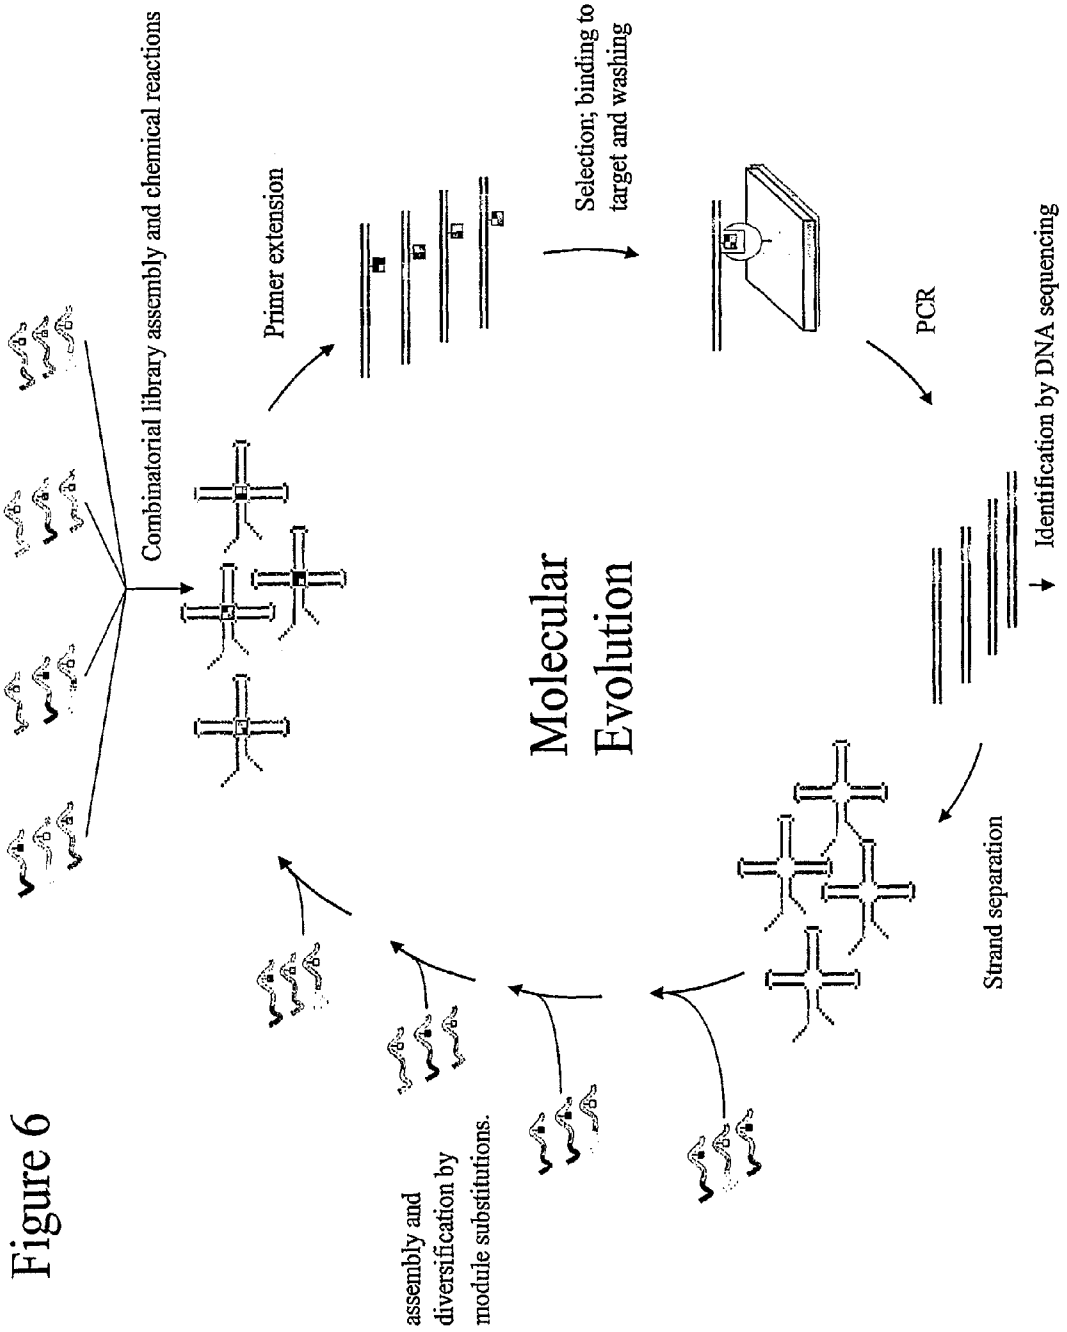 Figure 6
Combinatorial library assembly and chemical reactions
Primer extension
Selection; binding to
target and washing
PCR
Identification by DNA sequencing
Strand separation
assembly and
diversification by
module substitutions.
Molecular
Evolution